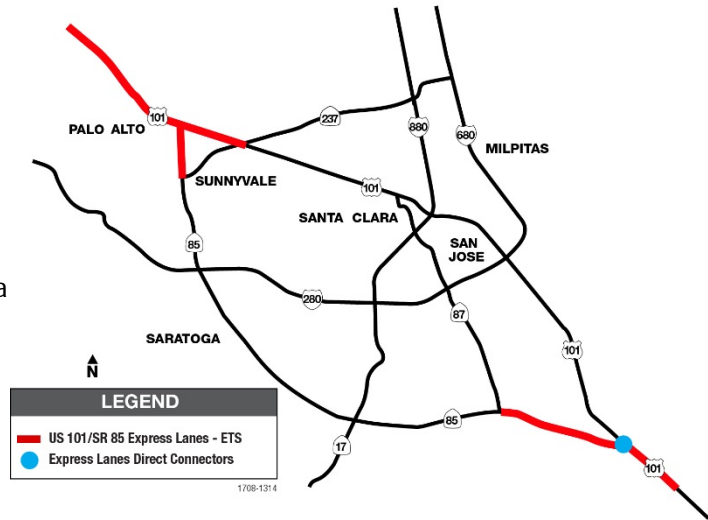 101
PALO ALTO
237
880
680
MILPITAS
SUNNYVALE
101
SANTA CLARA
85
SAN
JOSE
a
280
87
SARATOGA
101
N
LEGEND
US 101/SR 85 Express Lanes - ETS
Express Lanes Direct Connectors
85
17
101
1708-1314